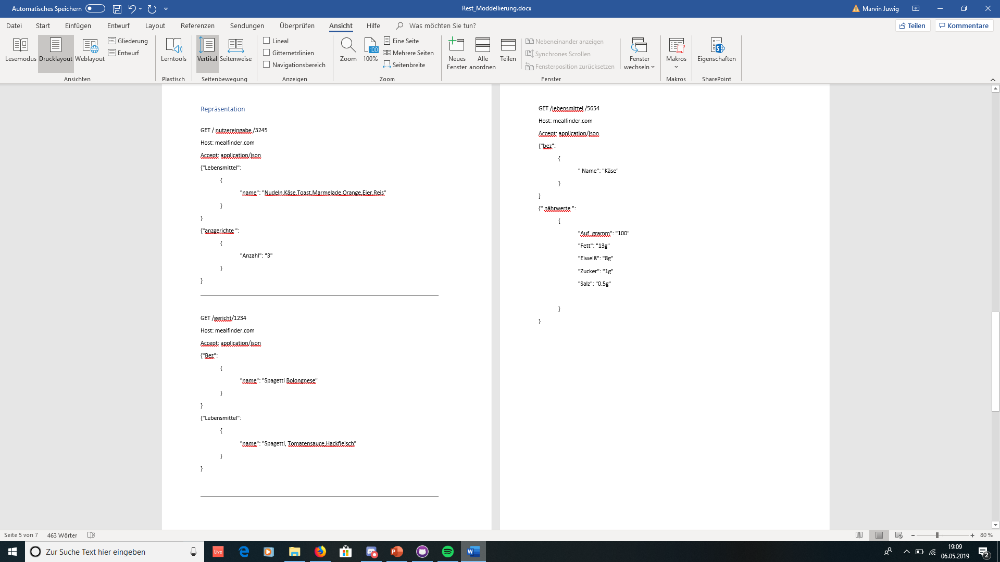 Automatisches Speichern
Rest_Moddellierung.docx
Marvin Juwig
Datei Start Einfügen Entwurf Layout Referenzen Sendungen Überprüfen Ansicht Hilfe Was möchten Sie tun?
Teilen Kommentare
Lesemodus Drucklayout Weblayout
Gliederung
Entwurf
Ansichten
Lerntools
Plastisch
Vertikal Seitenweise
Seitenbewegung
Lineal
Gitternetzlinien
Navigationsbereich
Anzeigen
Zoom
100
100%
Eine Seite
Mehrere Seiten
Seitenbreite
Zoom
Neues Fenster
Alle anordnen
Teilen
Nebeneinander anzeigen
Synchrones Scrollen
Fensterposition zurücksetzen
Fenster wechseln
Fenster
Makros
Makros
Eigenschaften
SharePoint
Repräsentation
GET / nutzereingabe /3245
Host: mealfinder.com
Accept: application/json
{"Lebensmittel":
{
"name": "Nudeln,Käse,Toast,Marmelade,Orange,Eier,Reis"
}
}
{"anzgerichte ":
{
"Anzahl": "3"
}
}
GET /gericht/1234
Host: mealfinder.com
Accept: application/json
{"Bez":
{
"name": "Spagetti Bolongnese"
}
}
{"Lebensmittel":
{
"name": "Spagetti, Tomatensauce,Hackfleisch"
}
}
GET /lebensmittel /5654
Host: mealfinder.com
Accept: application/json
{"bez":
{
" Name": "Käse"
}
}
{" nährwerte ":
{
"Auf_gramm": "100"
"Fett": "13g"
"Eiweiß": "8g"
"Zucker": "1g"
"Salz": "0.5g"
}
}
Seite 5 von 7 463 Wörter
80 %
Zur Suche Text hier eingeben
Live
19:09
06.05.2019
2